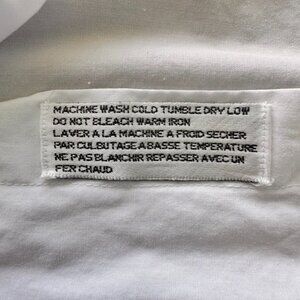 MACHINE WASH COLD TUMBLE DRY LOW
DO NOT BLEACH WARM IRON
LAVER A LA MACHINE A FROID SECHER
PAR CULBUTAGE A BASSE TEMPERATURE
NE PAS BLANCHIR REPASSER AVEC UN
FER CHAUD